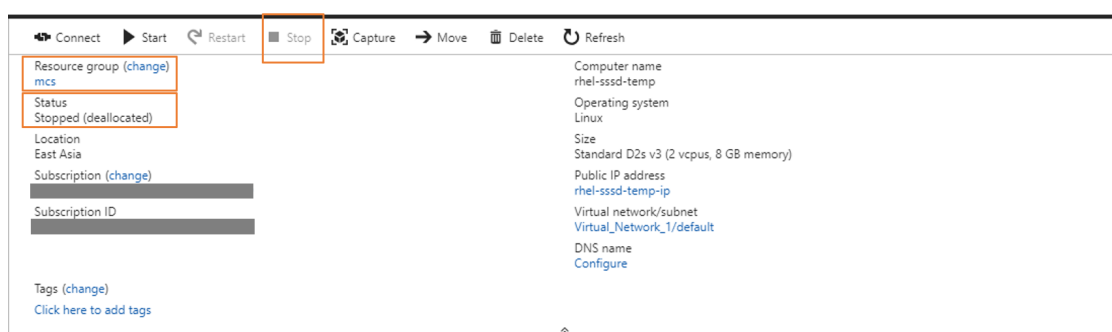 Connect Start Restart Stop Capture Move Delete Refresh
Resource group (change)
mcs
Status
Stopped (deallocated)
Location
East Asia
Subscription (change)
Subscription ID
Tags (change)
Click here to add tags
Computer name
rhel-sssd-temp
Operating system
Linux
Size
Standard D2s v3 (2 vcpus, 8 GB memory)
Public IP address
rhel-sssd-temp-ip
Virtual network/subnet
Virtual_Network_1/default
DNS name
Configure